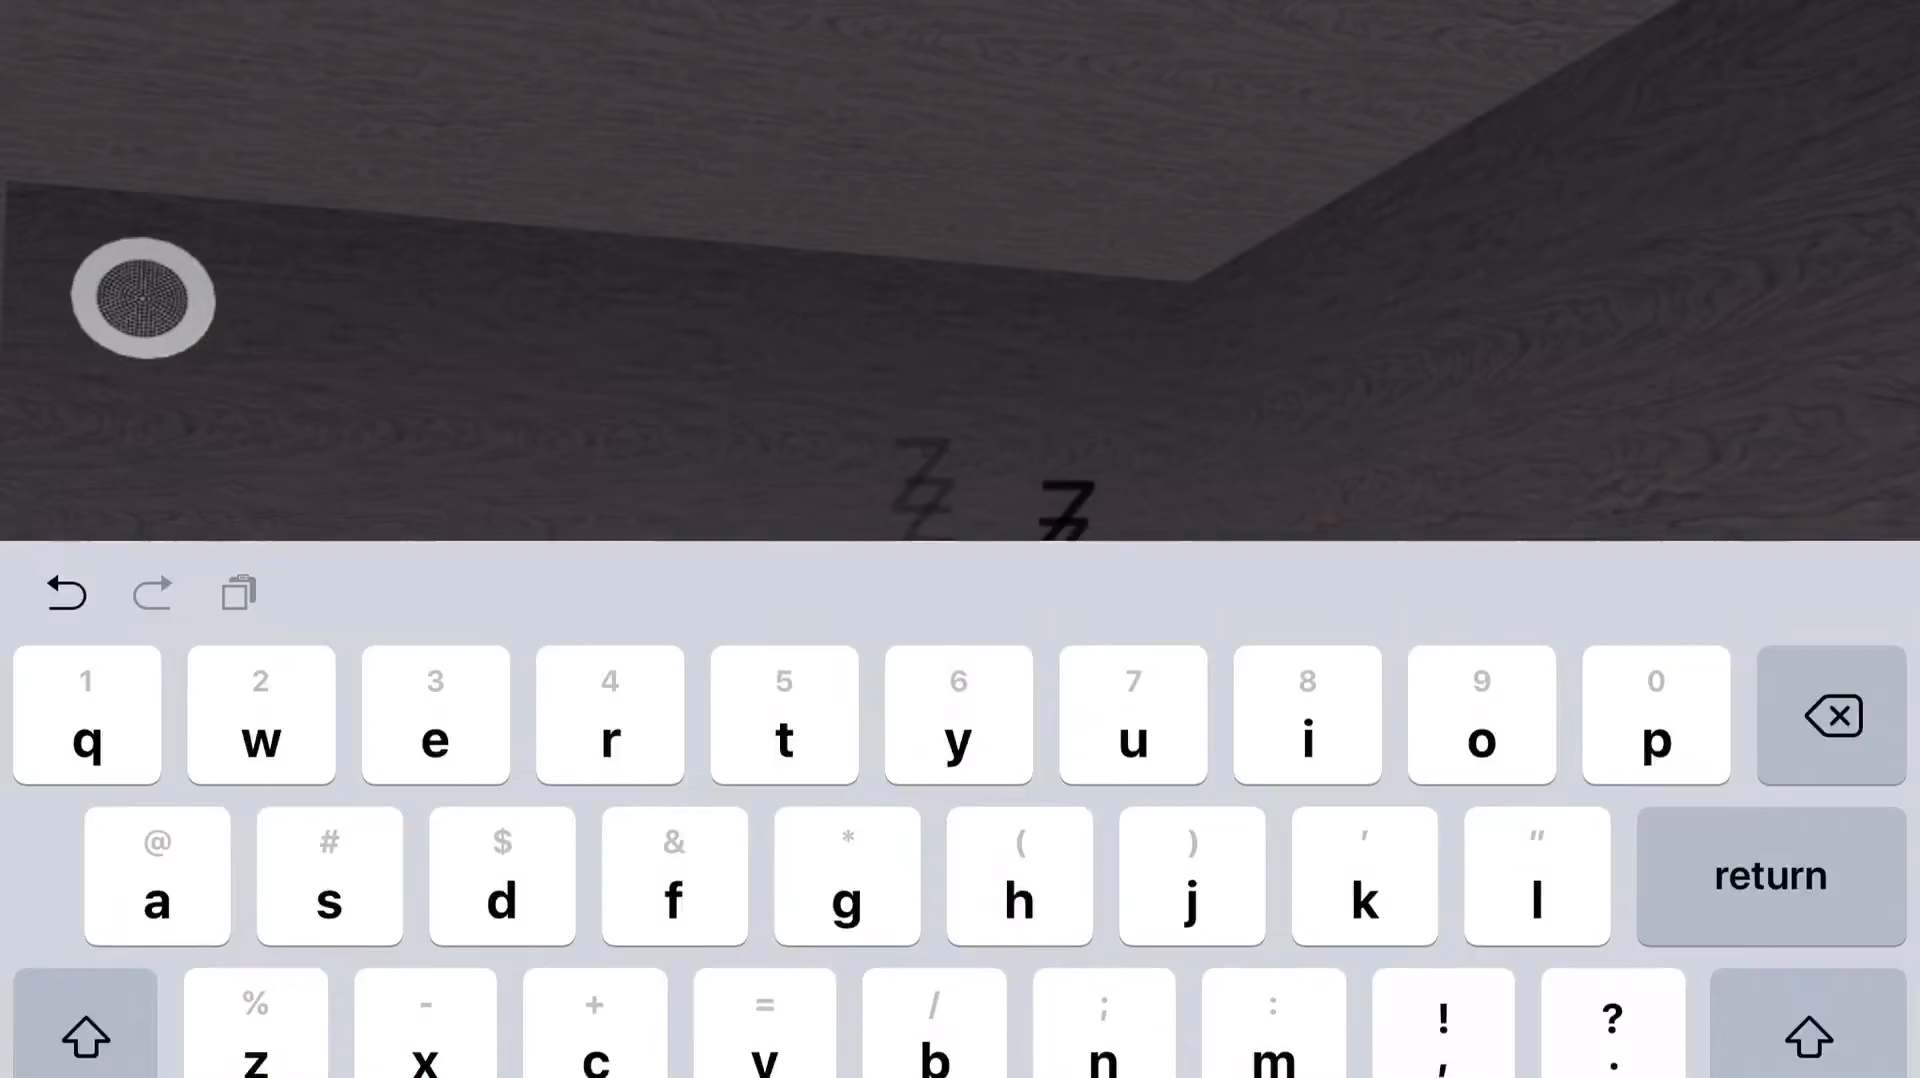 Z
Z Z
Z Z
1 2 3 4 5 6 7 8 9 0
q w e r t y u i o p
@ # $ & * ( ) ' "
a s d f g h j k l return
% - + = / ; : ! ?
z x c v b n m , .